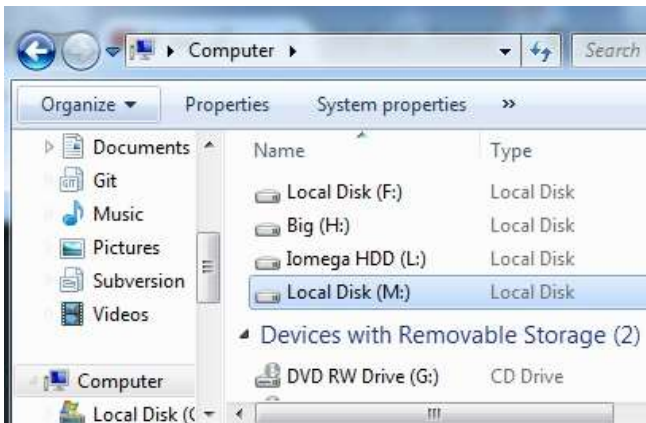 Computer
Search
Organize Properties System properties »
Documents
Git
Music
Pictures
Subversion
Videos
Computer
Local Disk (
Name Type
Local Disk (F:) Local Disk
Big (H:) Local Disk
Iomega HDD (L:) Local Disk
Local Disk (M:) Local Disk
Devices with Removable Storage (2)
DVD RW Drive (G:) CD Drive